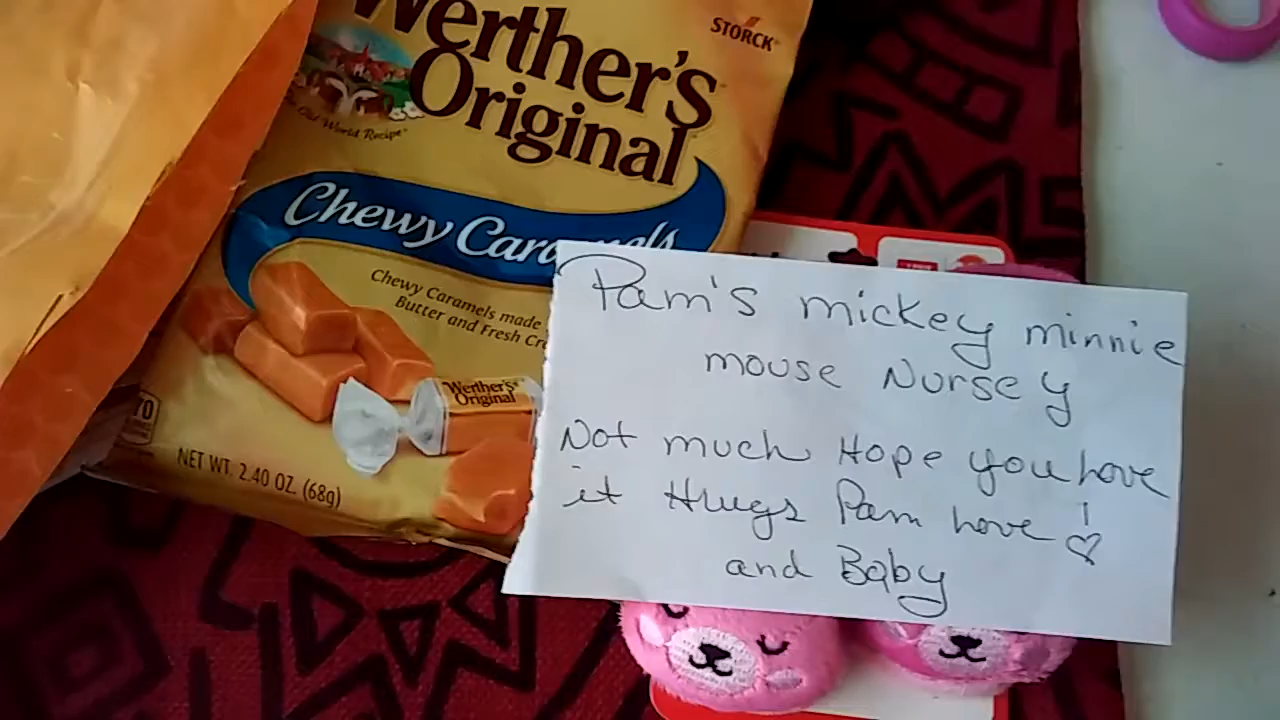 Werther's
Original
STORCK
Old World Recipe
Chewy Caramels
Chewy Caramels made
Butter and Fresh Cr
Werther's
Original
70
NET WT. 2.40 OZ. (68g)
Pam's mickey minnie
mouse Nursey
Not much Hope you Love
it Hugs Pam Love!
and Baby